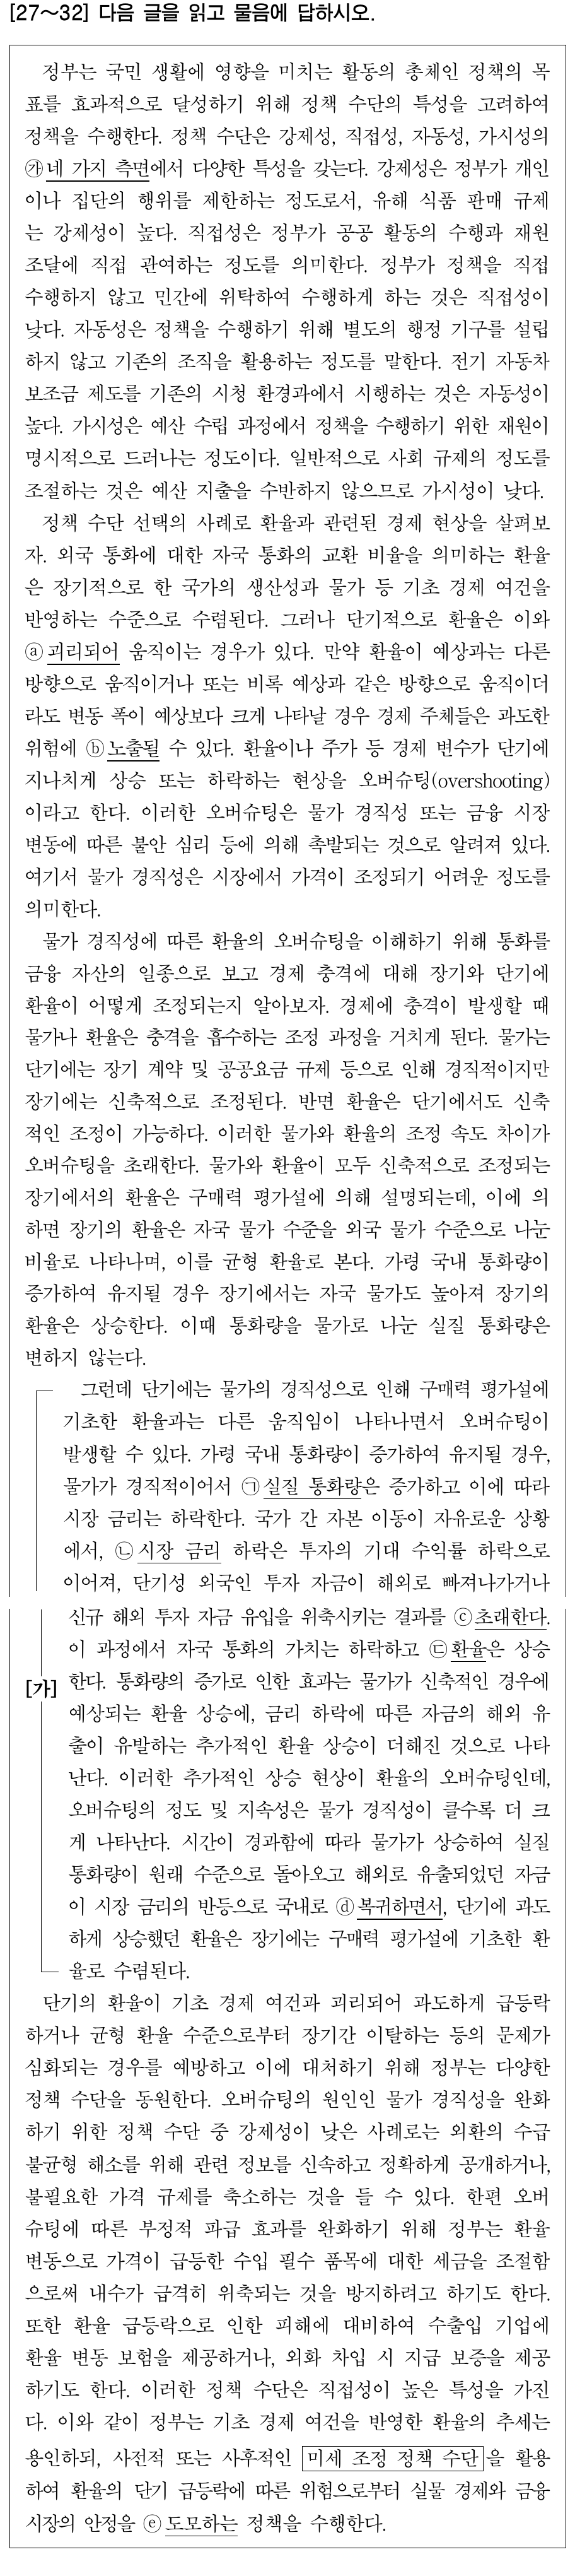 [27～32] 다음 글을 읽고 물음에 답하시오.
정부는 국민 생활에 영향을 미치는 활동의 총체인 정책의 목
표를 효과적으로 달성하기 위해 정책 수단의 특성을 고려하여
정책을 수행한다. 정책 수단은 강제성, 직접성, 자동성, 가시성의
㉮네 가지 측면에서 다양한 특성을 갖는다. 강제성은 정부가 개인
이나 집단의 행위를 제한하는 정도로서, 유해 식품 판매 규제
는 강제성이 높다. 직접성은 정부가 공공 활동의 수행과 재원
조달에 직접 관여하는 정도를 의미한다. 정부가 정책을 직접
수행하지 않고 민간에 위탁하여 수행하게 하는 것은 직접성이
낮다. 자동성은 정책을 수행하기 위해 별도의 행정 기구를 설립
하지 않고 기존의 조직을 활용하는 정도를 말한다. 전기 자동차
보조금 제도를 기존의 시청 환경과에서 시행하는 것은 자동성이
높다. 가시성은 예산 수립 과정에서 정책을 수행하기 위한 재원이
명시적으로 드러나는 정도이다. 일반적으로 사회 규제의 정도를
조절하는 것은 예산 지출을 수반하지 않으므로 가시성이 낮다.
정책 수단 선택의 사례로 환율과 관련된 경제 현상을 살펴보
자. 외국 통화에 대한 자국 통화의 교환 비율을 의미하는 환율
은 장기적으로 한 국가의 생산성과 물가 등 기초 경제 여건을
반영하는 수준으로 수렴된다. 그러나 단기적으로 환율은 이와
ⓐ괴리되어 움직이는 경우가 있다. 만약 환율이 예상과는 다른
방향으로 움직이거나 또는 비록 예상과 같은 방향으로 움직이더
라도 변동 폭이 예상보다 크게 나타날 경우 경제 주체들은 과도한
위험에 ⓑ노출될 수 있다. 환율이나 주가 등 경제 변수가 단기에
지나치게 상승 또는 하락하는 현상을 오버슈팅(overshooting)
이라고 한다. 이러한 오버슈팅은 물가 경직성 또는 금융 시장
변동에 따른 불안 심리 등에 의해 촉발되는 것으로 알려져 있다.
여기서 물가 경직성은 시장에서 가격이 조정되기 어려운 정도를
의미한다.
물가 경직성에 따른 환율의 오버슈팅을 이해하기 위해 통화를
금융 자산의 일종으로 보고 경제 충격에 대해 장기와 단기에
환율이 어떻게 조정되는지 알아보자. 경제에 충격이 발생할 때
물가나 환율은 충격을 흡수하는 조정 과정을 거치게 된다. 물가는
단기에는 장기 계약 및 공공요금 규제 등으로 인해 경직적이지만
장기에는 신축적으로 조정된다. 반면 환율은 단기에서도 신축
적인 조정이 가능하다. 이러한 물가와 환율의 조정 속도 차이가
오버슈팅을 초래한다. 물가와 환율이 모두 신축적으로 조정되는
장기에서의 환율은 구매력 평가설에 의해 설명되는데, 이에 의
하면 장기의 환율은 자국 물가 수준을 외국 물가 수준으로 나눈
비율로 나타나며, 이를 균형 환율로 본다. 가령 국내 통화량이
증가하여 유지될 경우 장기에서는 자국 물가도 높아져 장기의
환율은 상승한다. 이때 통화량을 물가로 나눈 실질 통화량은
변하지 않는다.
그런데 단기에는 물가의 경직성으로 인해 구매력 평가설에
기초한 환율과는 다른 움직임이 나타나면서 오버슈팅이
발생할 수 있다. 가령 국내 통화량이 증가하여 유지될 경우,
물가가 경직적이어서 ㉠실질 통화량은 증가하고 이에 따라
시장 금리는 하락한다. 국가 간 자본 이동이 자유로운 상황
에서, ㉡시장 금리 하락은 투자의 기대 수익률 하락으로
이어져, 단기성 외국인 투자 자금이 해외로 빠져나가거나
신규 해외 투자 자금 유입을 위축시키는 결과를 ⓒ초래한다.
이 과정에서 자국 통화의 가치는 하락하고 ㉢환율은 상승
[가] 한다. 통화량의 증가로 인한 효과는 물가가 신축적인 경우에
예상되는 환율 상승에, 금리 하락에 따른 자금의 해외 유
출이 유발하는 추가적인 환율 상승이 더해진 것으로 나타
난다. 이러한 추가적인 상승 현상이 환율의 오버슈팅인데,
오버슈팅의 정도 및 지속성은 물가 경직성이 클수록 더 크
게 나타난다. 시간이 경과함에 따라 물가가 상승하여 실질
통화량이 원래 수준으로 돌아오고 해외로 유출되었던 자금
이 시장 금리의 반등으로 국내로 ⓓ복귀하면서, 단기에 과도
하게 상승했던 환율은 장기에는 구매력 평가설에 기초한 환
율로 수렴된다.
단기의 환율이 기초 경제 여건과 괴리되어 과도하게 급등락
하거나 균형 환율 수준으로부터 장기간 이탈하는 등의 문제가
심화되는 경우를 예방하고 이에 대처하기 위해 정부는 다양한
정책 수단을 동원한다. 오버슈팅의 원인인 물가 경직성을 완화
하기 위한 정책 수단 중 강제성이 낮은 사례로는 외환의 수급
불균형 해소를 위해 관련 정보를 신속하고 정확하게 공개하거나,
불필요한 가격 규제를 축소하는 것을 들 수 있다. 한편 오버
슈팅에 따른 부정적 파급 효과를 완화하기 위해 정부는 환율
변동으로 가격이 급등한 수입 필수 품목에 대한 세금을 조절함
으로써 내수가 급격히 위축되는 것을 방지하려고 하기도 한다.
또한 환율 급등락으로 인한 피해에 대비하여 수출입 기업에
환율 변동 보험을 제공하거나, 외화 차입 시 지급 보증을 제공
하기도 한다. 이러한 정책 수단은 직접성이 높은 특성을 가진
다. 이와 같이 정부는 기초 경제 여건을 반영한 환율의 추세는
용인하되, 사전적 또는 사후적인 미세 조정 정책 수단을 활용
하여 환율의 단기 급등락에 따른 위험으로부터 실물 경제와 금융
시장의 안정을 ⓔ도모하는 정책을 수행한다.